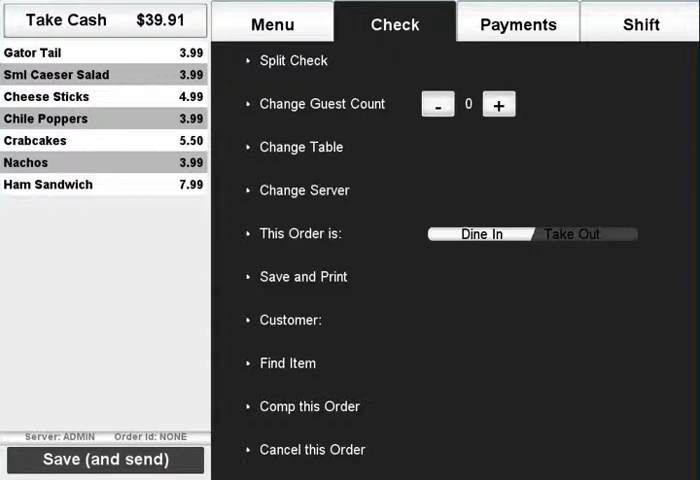 Take Cash $39.91
Menu
Check
Payments
Shift
Gator Tail 3.99
Sml Caeser Salad 3.99
Cheese Sticks 4.99
Chile Poppers 3.99
Crabcakes 5.50
Nachos 3.99
Ham Sandwich 7.99
Server: ADMIN Order Id: NONE
Save (and send)
Split Check
Change Guest Count - 0 +
Change Table
Change Server
This Order is: Dine In Take Out
Save and Print
Customer:
Find Item
Comp this Order
Cancel this Order